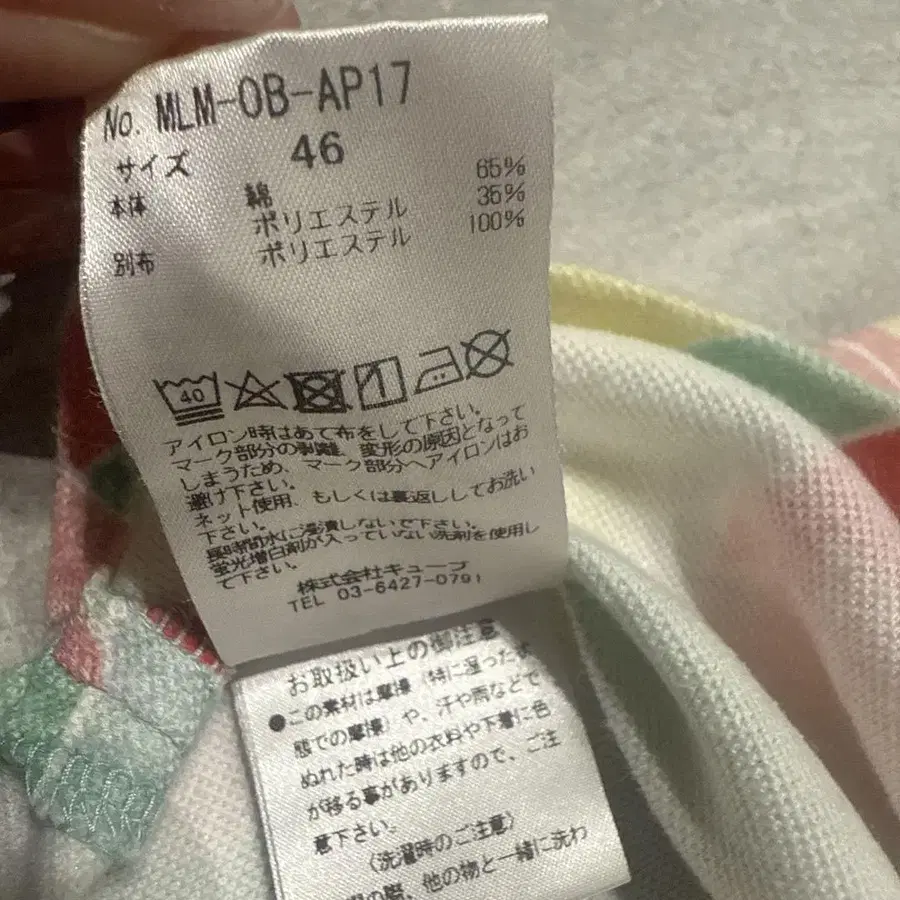 No. MLM-OB-AP17
サイズ 46
本体 綿 65%
ポリエステル 35%
別布 ポリエステル 100%
40
アイロン時はあて布をして下さい。
マーク部分の剥離、変形の原因となって
しまうため、マーク部分へアイロンはお
避け下さい。
ネット使用、もしくは裏返ししてお洗い
下さい。
長時間水に浸漬しないで下さい。
蛍光増白剤が入っていない洗剤を使用し
て下さい。
株式会社キューブ
TEL 03-6427-0791
お取扱い上の御注意
●この素材は摩擦（特に湿った状
態での摩擦）や、汗や雨などで
ぬれた時は他の衣料や下着に色
が移る事がありますので、ご注
意下さい。
（洗濯時のご注意）
の際、他の物と一緒に洗わ